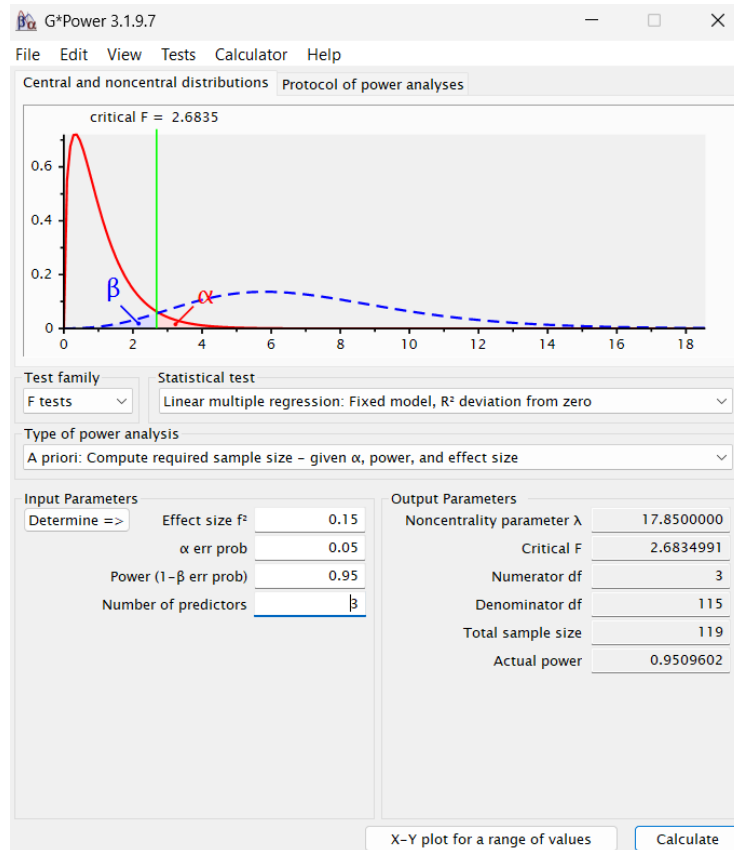 βα G*Power 3.1.9.7
File Edit View Tests Calculator Help
Central and noncentral distributions Protocol of power analyses
critical F = 2.6835
0.6
0.4
0.2
0
β
α
0 2 4 6 8 10 12 14 16 18
Test family Statistical test
F tests Linear multiple regression: Fixed model, R² deviation from zero
Type of power analysis
A priori: Compute required sample size – given α, power, and effect size
Input Parameters Output Parameters
Determine => Effect size f² 0.15 Noncentrality parameter λ 17.8500000
α err prob 0.05 Critical F 2.6834991
Power (1-β err prob) 0.95 Numerator df 3
Number of predictors 3 Denominator df 115
Total sample size 119
Actual power 0.9509602
X-Y plot for a range of values Calculate